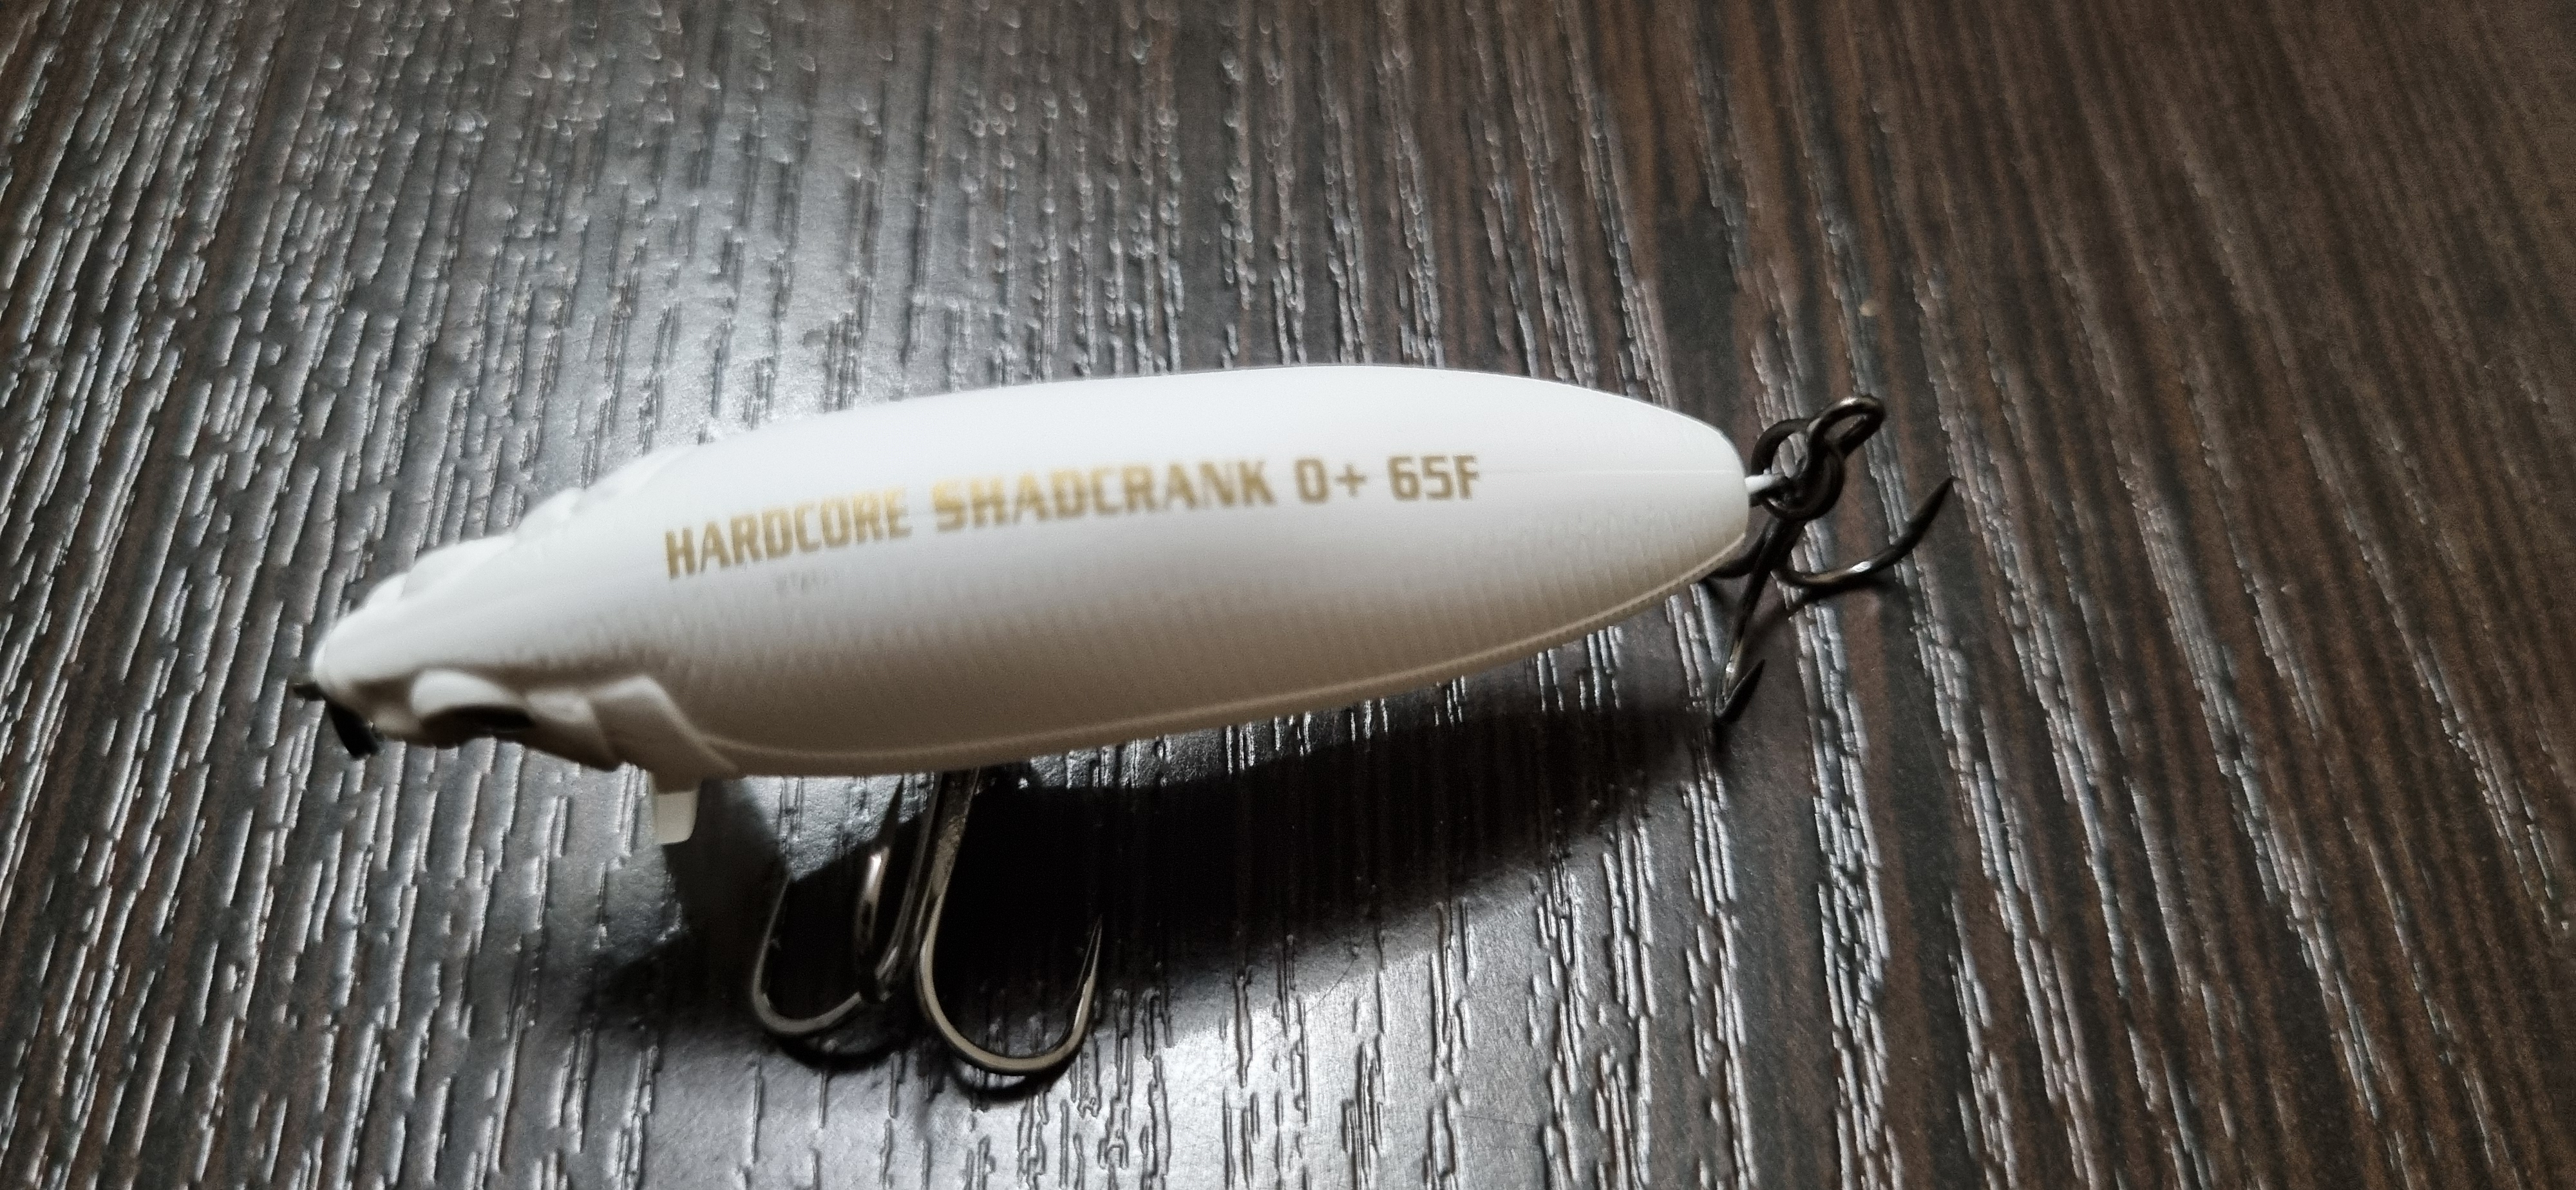 HARDCORE SHADCRANK 0+ 65F